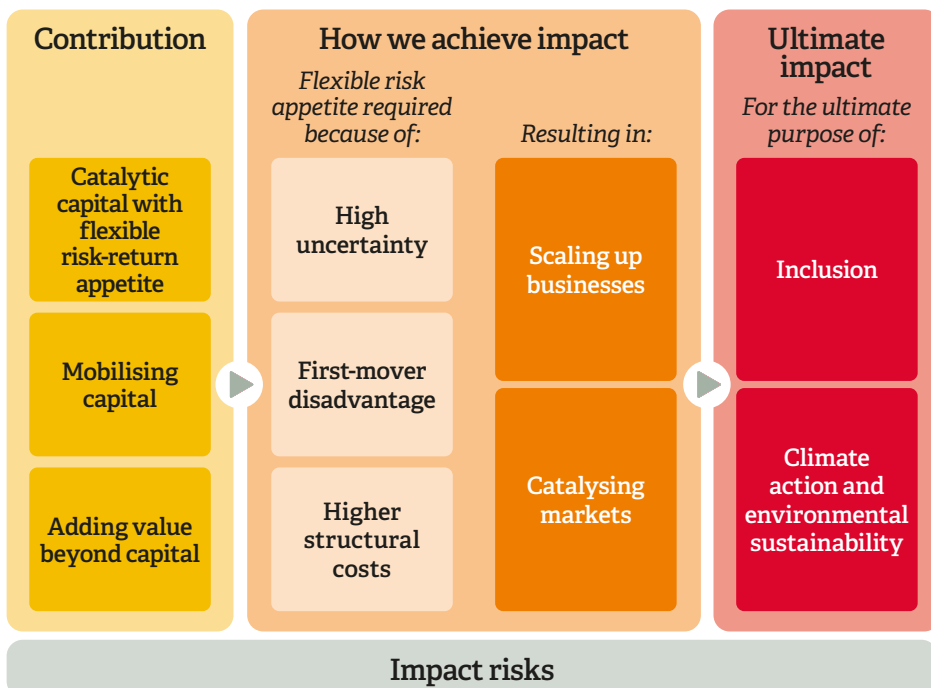 Contribution
Catalytic
capital with
flexible
risk-return
appetite
Mobilising
capital
Adding value
beyond capital
How we achieve impact
Flexible risk
appetite required
because of:
High
uncertainty
First-mover
disadvantage
Higher
structural
costs
Resulting in:
Scaling up
businesses
Catalysing
markets
Ultimate
impact
For the ultimate
purpose of:
Inclusion
Climate
action and
environmental
sustainability
Impact risks